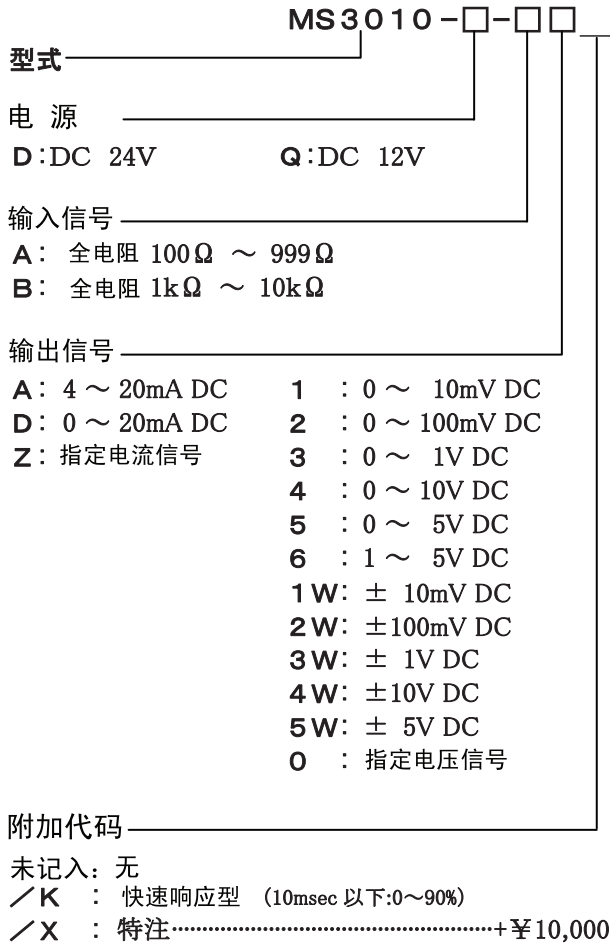 MS3010-□-□□
型式
电 源
D:DC 24V Q:DC 12V
输入信号
A: 全电阻 100Ω ～ 999Ω
B: 全电阻 1kΩ ～ 10kΩ
输出信号
A: 4 ～ 20mA DC 1 : 0 ～ 10mV DC
D: 0 ～ 20mA DC 2 : 0 ～ 100mV DC
Z: 指定电流信号 3 : 0 ～ 1V DC
4 : 0 ～ 10V DC
5 : 0 ～ 5V DC
6 : 1 ～ 5V DC
1W: ± 10mV DC
2W: ±100mV DC
3W: ± 1V DC
4W: ±10V DC
5W: ± 5V DC
0 : 指定电压信号
附加代码
未记入: 无
／K : 快速响应型 (10msec 以下:0～90%)
／X : 特注⋯⋯⋯⋯⋯⋯⋯⋯⋯⋯⋯⋯⋯⋯+￥10,000